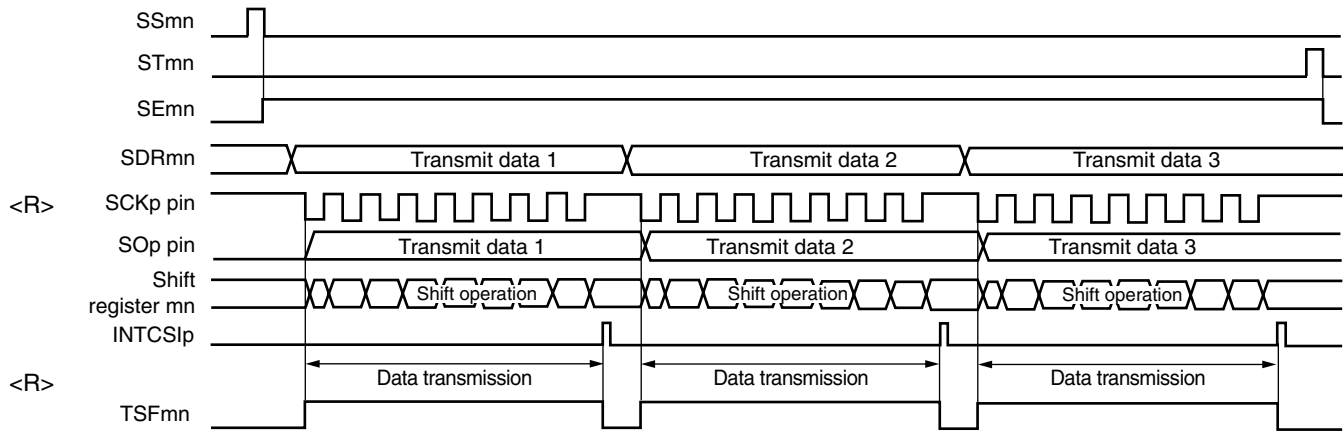 SSmn
STmn
SEmn
SDRmn Transmit data 1 Transmit data 2 Transmit data 3
<R> SCKp pin
SOp pin Transmit data 1 Transmit data 2 Transmit data 3
Shift
register mn Shift operation Shift operation Shift operation
INTCSIp
<R> Data transmission Data transmission Data transmission
TSFmn